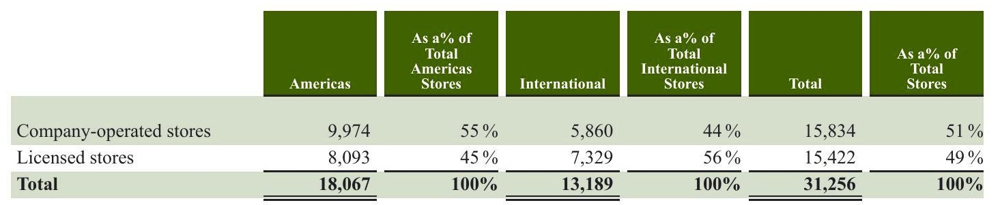 Americas As a% of Total Americas Stores International As a% of Total International Stores Total As a% of Total Stores
Company-operated stores 9,974 55 % 5,860 44 % 15,834 51 %
Licensed stores 8,093 45 % 7,329 56 % 15,422 49 %
Total 18,067 100% 13,189 100% 31,256 100%